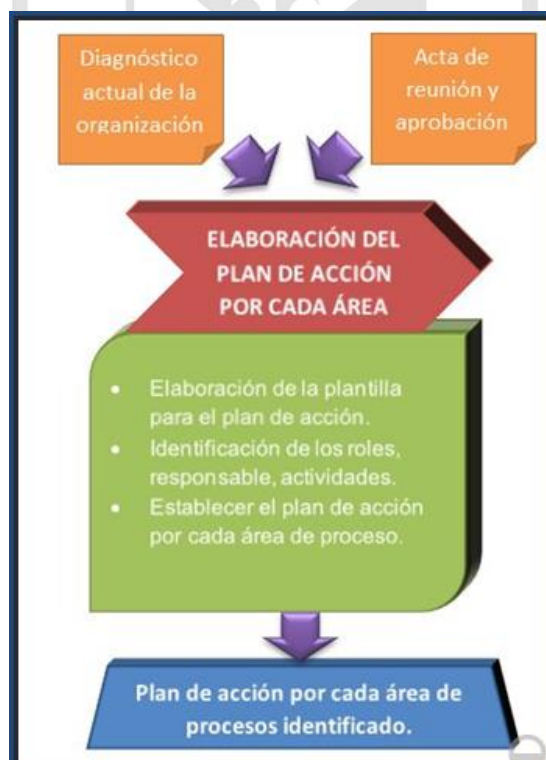 Diagnóstico
actual de la
organización
Acta de
reunión y
aprobación
ELABORACIÓN DEL
PLAN DE ACCIÓN
POR CADA ÁREA
• Elaboración de la plantilla
para el plan de acción.
• Identificación de los roles,
responsable, actividades.
• Establecer el plan de acción
por cada área de proceso.
Plan de acción por cada área de
procesos identificado.